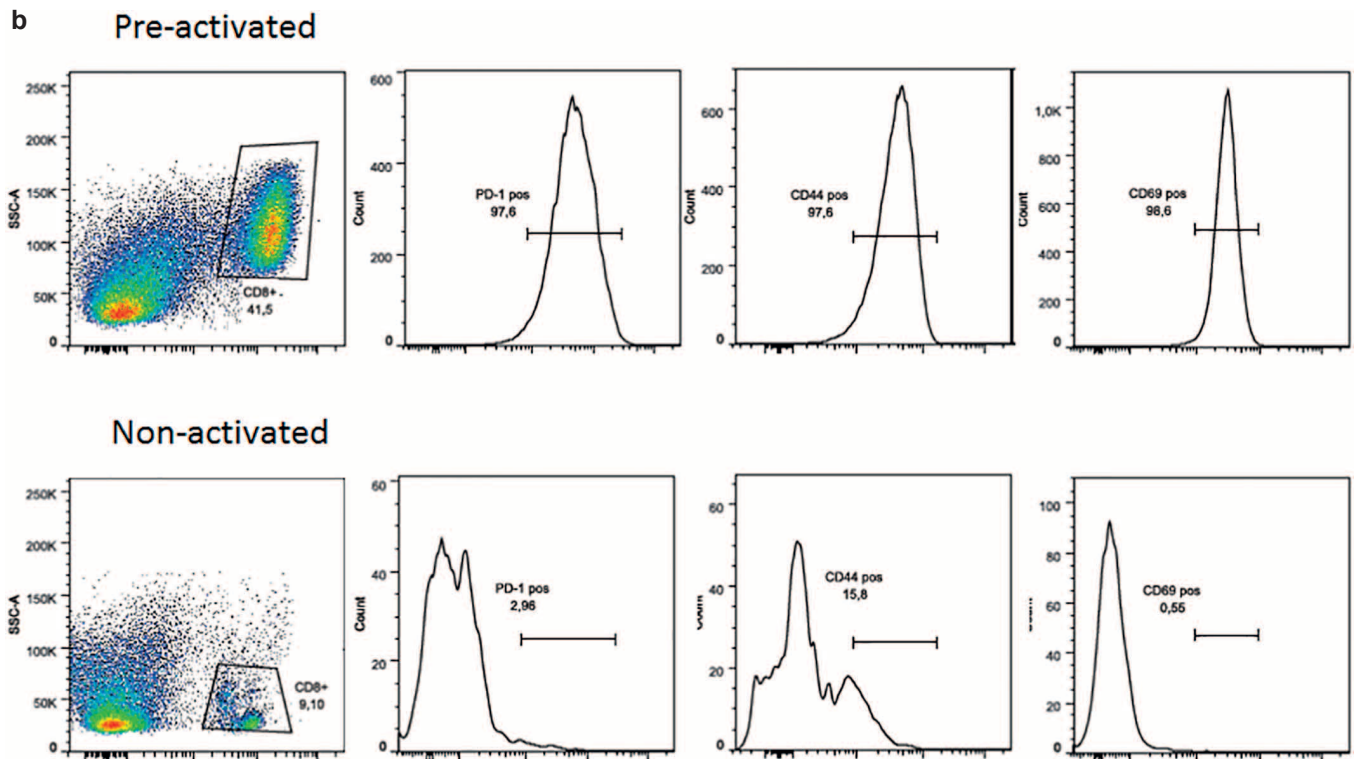 b
Pre-activated
250K
200K
150K
100K
50K
0
SSC-A
CD8+
41,5
600
400
200
0
Count
PD-1 pos
97,6
600
400
200
0
Count
CD44 pos
97,6
1,0K
800
600
400
200
0
Count
CD69 pos
98,6
Non-activated
250K
200K
150K
100K
50K
0
SSC-A
CD8+
9,10
60
40
20
0
Count
PD-1 pos
2,96
60
40
20
0
Count
CD44 pos
15,8
100
80
60
40
20
0
CD69 pos
0,55